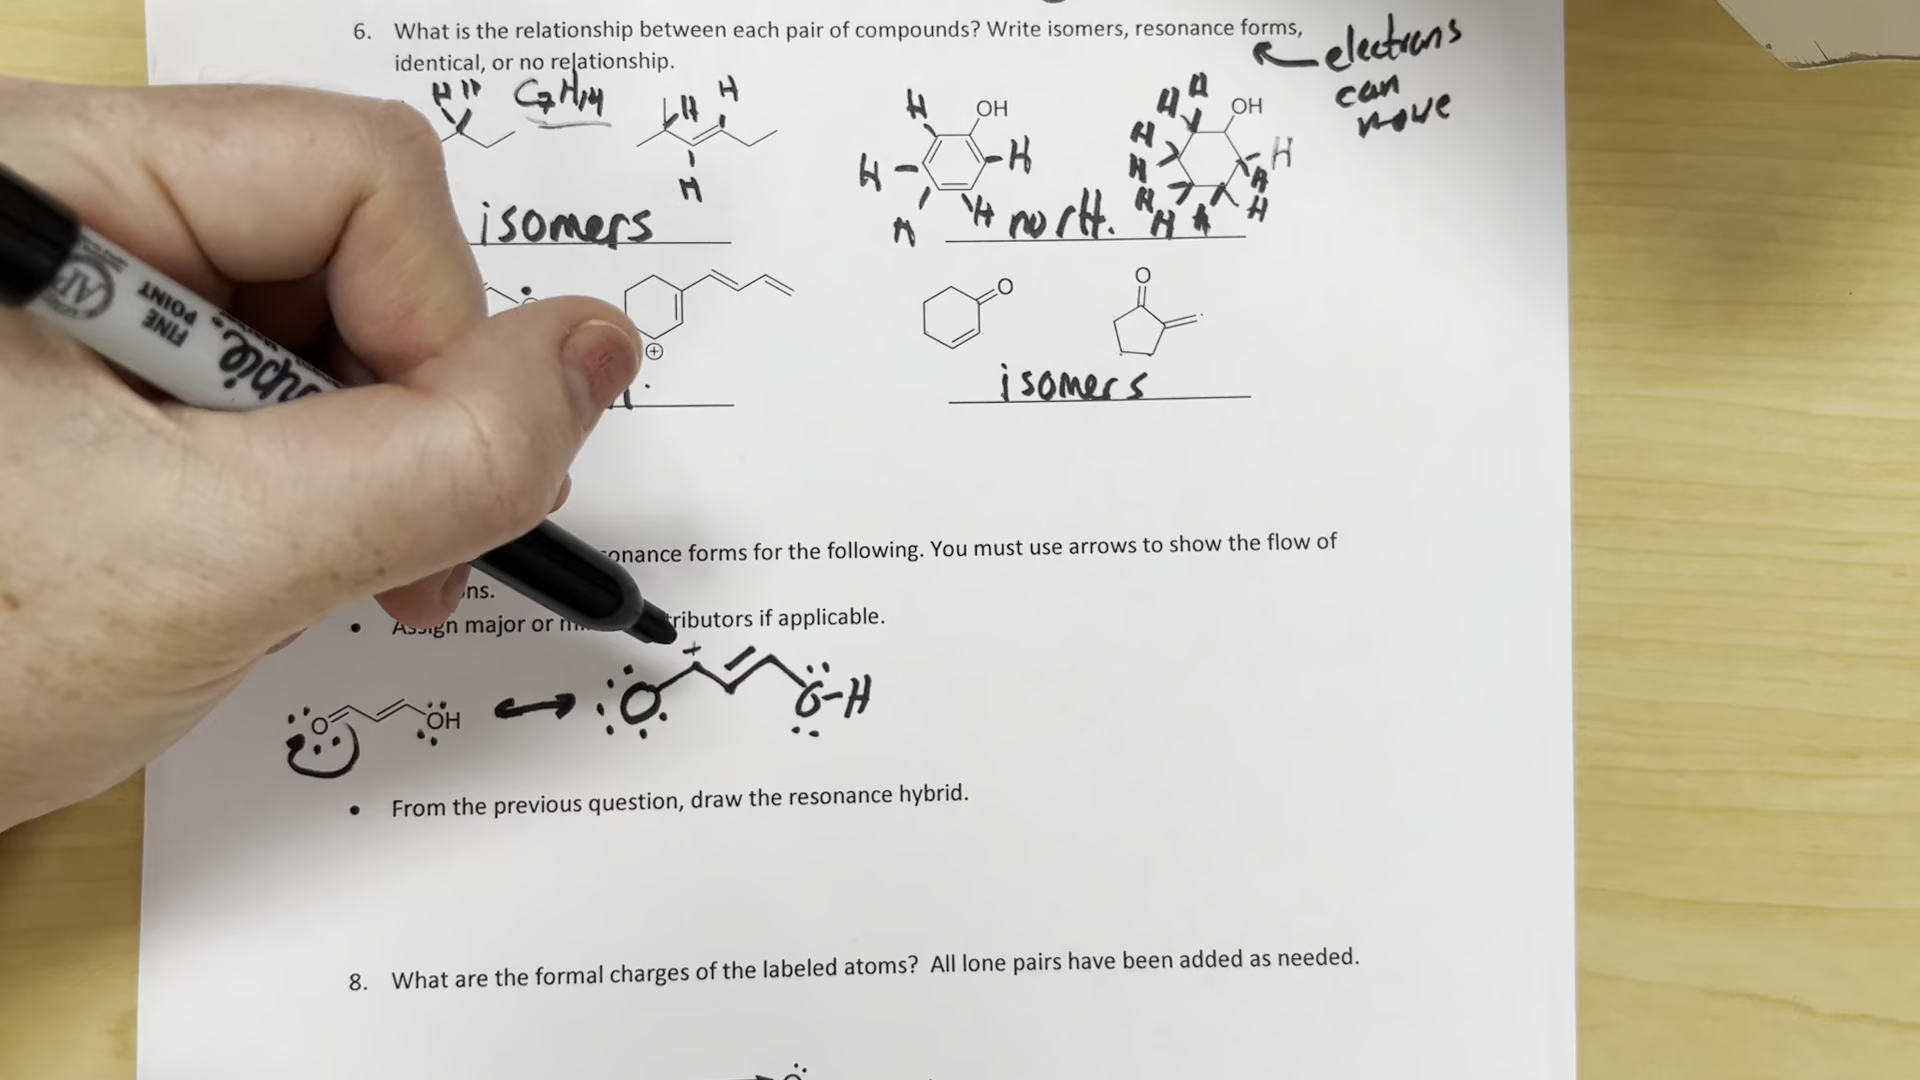 6. What is the relationship between each pair of compounds? Write isomers, resonance forms,
identical, or no relationship.
electrons
can
move
H H C7H14 H H
H
H OH
H H
H H
H H OH
H H
H H
H H H H
isomers
no rel.
O
O
⊕
isomers
onance forms for the following. You must use arrows to show the flow of
ns.
• Assign major or ributors if applicable.
O OH ↔ O + O-H
• From the previous question, draw the resonance hybrid.
8. What are the formal charges of the labeled atoms? All lone pairs have been added as needed.
FINE
POINT
AP